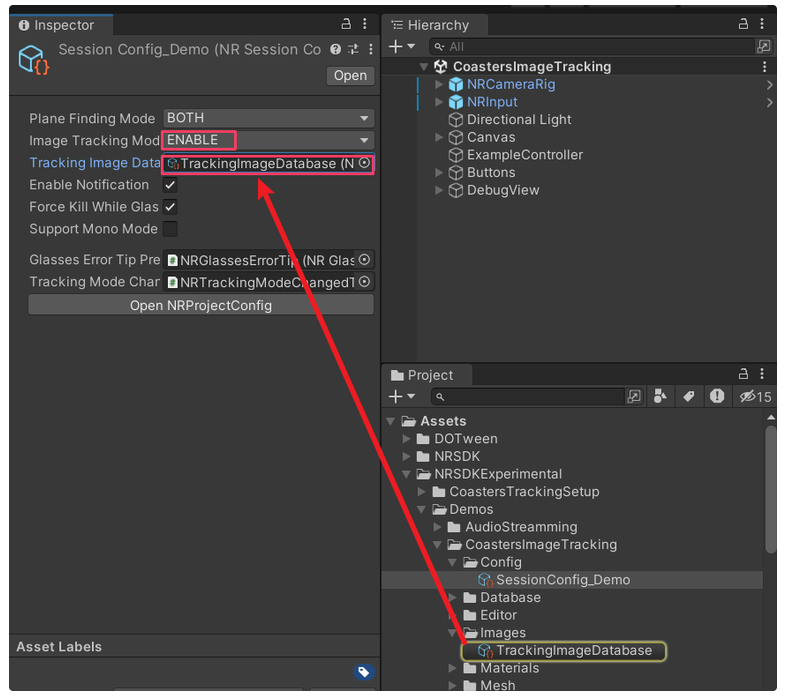 Inspector
Session Config_Demo (NR Session Co
Open
Plane Finding Mode BOTH
Image Tracking Mod ENABLE
Tracking Image Data TrackingImageDatabase (N
Enable Notification
Force Kill While Glas
Support Mono Mode
Glasses Error Tip Pre NRGlassesErrorTip (NR Glas
Tracking Mode Char NRTrackingModeChangedT
Open NRProjectConfig
Asset Labels
Hierarchy
All
CoastersImageTracking
NRCameraRig
NRInput
Directional Light
Canvas
ExampleController
Buttons
DebugView
Project
15
Assets
DOTween
NRSDK
NRSDKExperimental
CoastersTrackingSetup
Demos
AudioStreamming
CoastersImageTracking
Config
SessionConfig_Demo
Database
Editor
Images
TrackingImageDatabase
Materials
Mesh